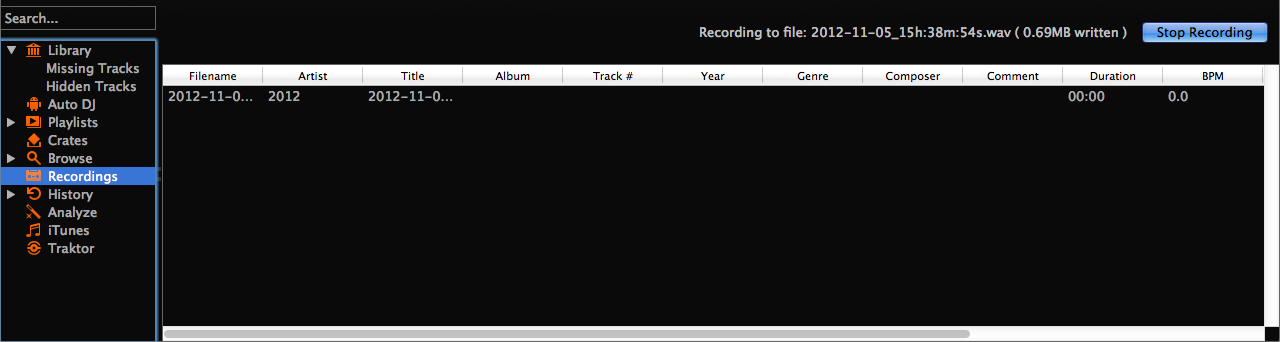 Search...
Recording to file: 2012-11-05_15h:38m:54s.wav ( 0.69MB written ) Stop Recording
Library
Missing Tracks
Hidden Tracks
Auto DJ
Playlists
Crates
Browse
Recordings
History
Analyze
iTunes
Traktor
Filename Artist Title Album Track # Year Genre Composer Comment Duration BPM
2012-11-0... 2012 2012-11-0... 00:00 0.0